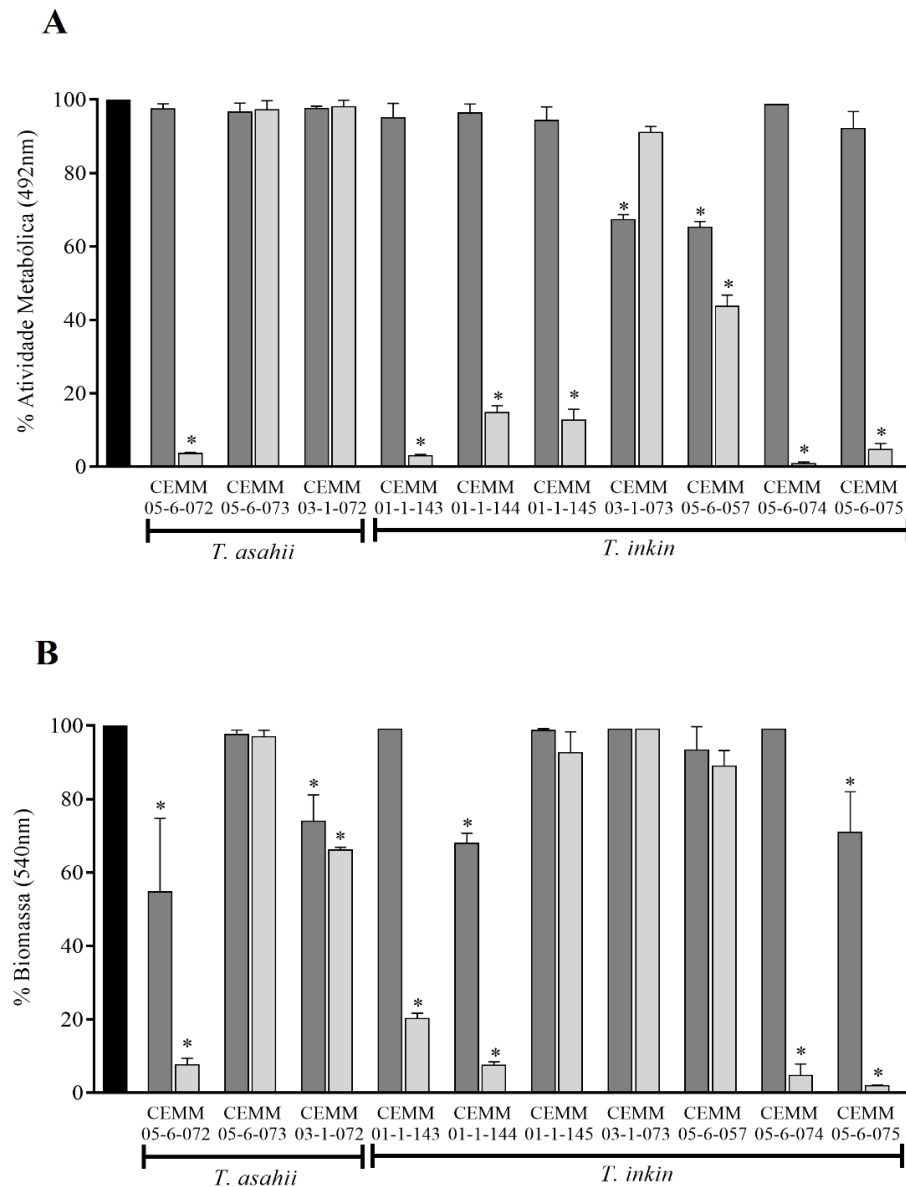 A
% Atividade Metabólica (492nm)
100
80
60
40
20
0
* * * * * * * * *
CEMM CEMM CEMM CEMM CEMM CEMM CEMM CEMM CEMM CEMM
05-6-072 05-6-073 03-1-072 01-1-143 01-1-144 01-1-145 03-1-073 05-6-057 05-6-074 05-6-075
T. asahii T. inkin
B
% Biomassa (540nm)
100
80
60
40
20
0
* * * * * * * * * *
CEMM CEMM CEMM CEMM CEMM CEMM CEMM CEMM CEMM CEMM
05-6-072 05-6-073 03-1-072 01-1-143 01-1-144 01-1-145 03-1-073 05-6-057 05-6-074 05-6-075
T. asahii T. inkin